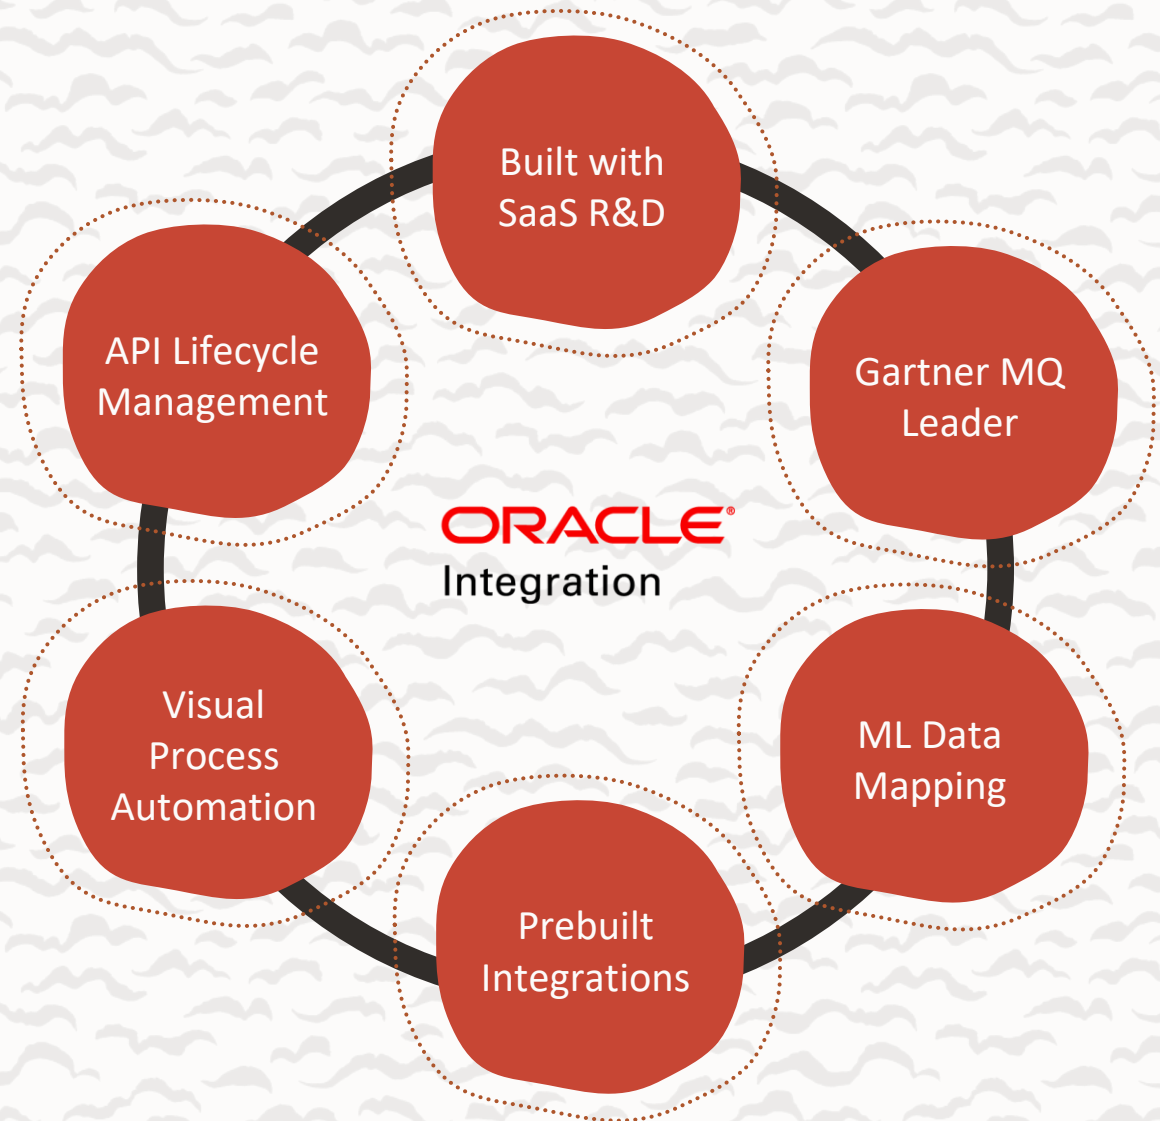 Built with
SaaS R&D
Gartner MQ
Leader
ML Data
Mapping
Prebuilt
Integrations
Visual
Process
Automation
API Lifecycle
Management
ORACLE®
Integration